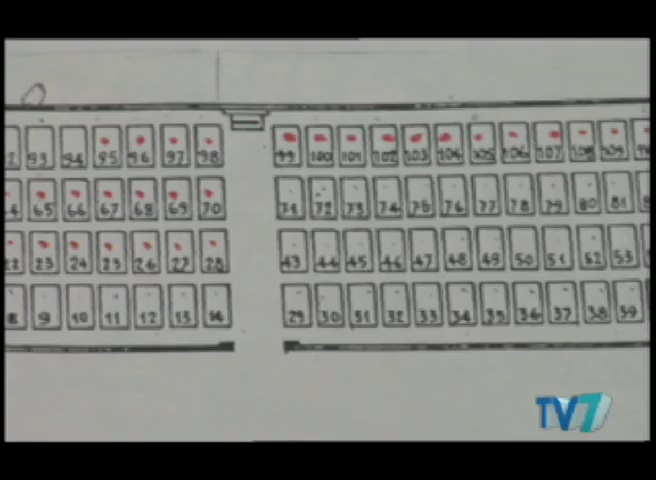 93 94 95 96 97 98 99 100 101 102 103 104 105 106 107 108 109
65 66 67 68 69 70 71 72 73 74 75 76 77 78 79 80 81
22 23 24 25 26 27 28 43 44 45 46 47 48 49 50 51 52 53
8 9 10 11 12 13 14 29 30 31 32 33 34 35 36 37 38 39
TV7